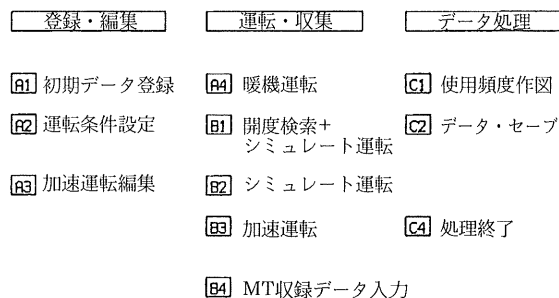 登録・編集
A1 初期データ登録
A2 運転条件設定
A3 加速運転編集
運転・収集
A4 暖機運転
B1 開度検索+
シミュレート運転
B2 シミュレート運転
B3 加速運転
B4 MT収録データ入力
データ処理
C1 使用頻度作図
C2 データ・セーブ
C4 処理終了